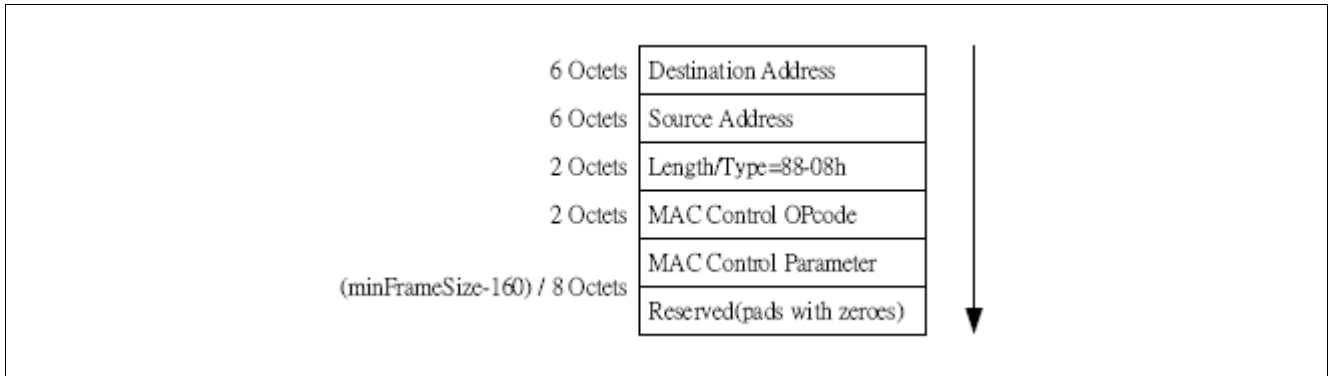 6 Octets Destination Address
6 Octets Source Address
2 Octets Length/Type=88-08h
2 Octets MAC Control OPcode
MAC Control Parameter
(minFrameSize-160) / 8 Octets
Reserved(pads with zeroes)